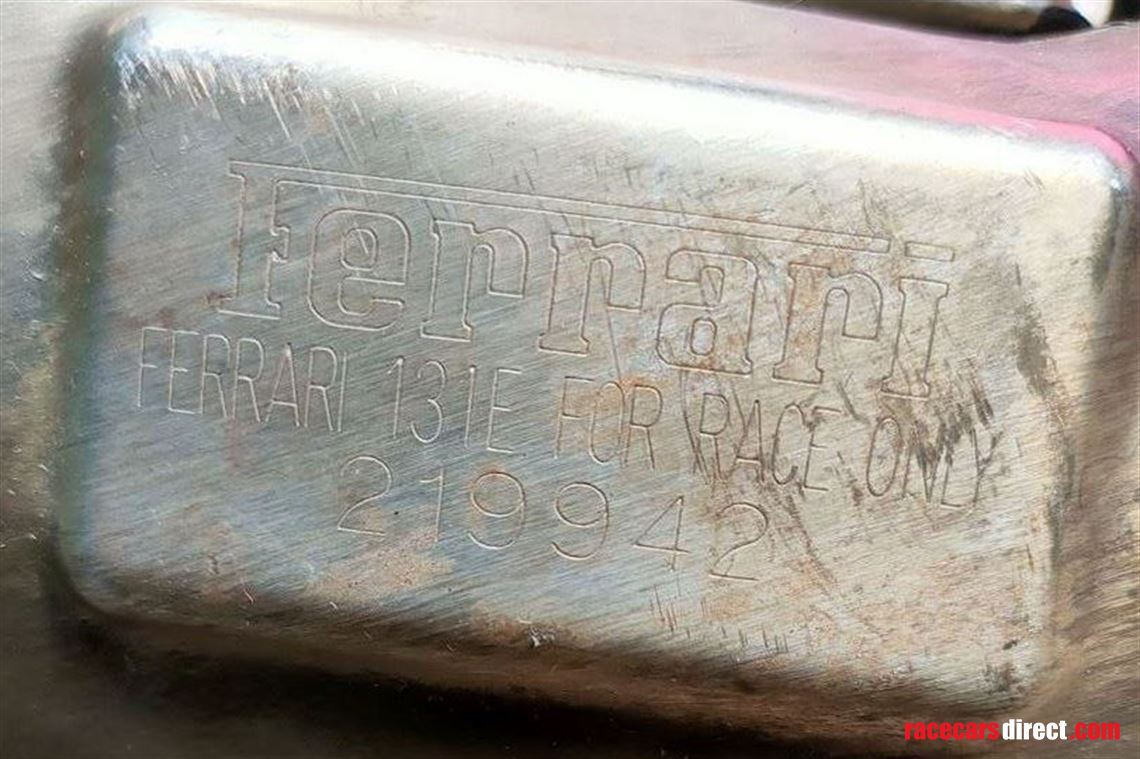 Ferrari
FERRARI 131E FOR RACE ONLY
219942
racecarsdirect.com